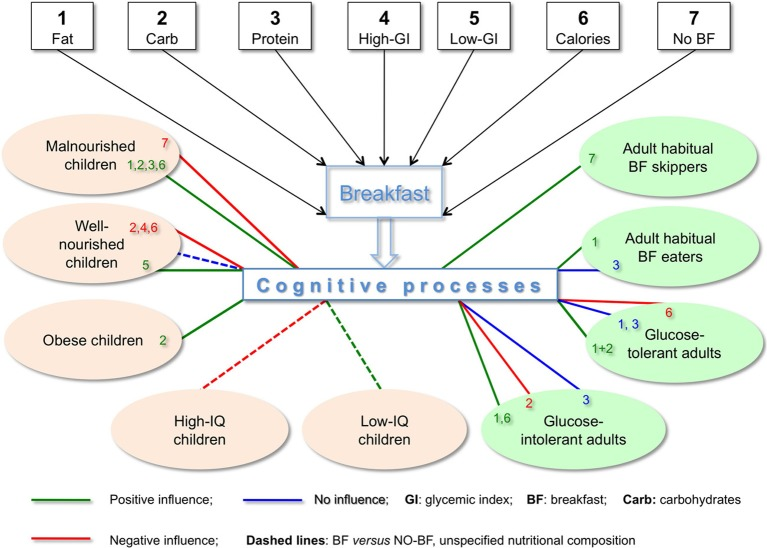 1 2 3 4 5 6 7
Fat Carb Protein High-GI Low-GI Calories No BF
Malnourished
children
7
1,2,3,6
Breakfast
7
Adult habitual
BF skippers
Well-
nourished
children
2,4,6
5
1
3
Adult habitual
BF eaters
Cognitive processes
Obese children
2
6
1, 3
1+2
Glucose-
tolerant adults
High-IQ
children
Low-IQ
children
1,6
2
3
Glucose-
intolerant adults
Positive influence; No influence; GI: glycemic index; BF: breakfast; Carb: carbohydrates
Negative influence; Dashed lines: BF versus NO-BF, unspecified nutritional composition